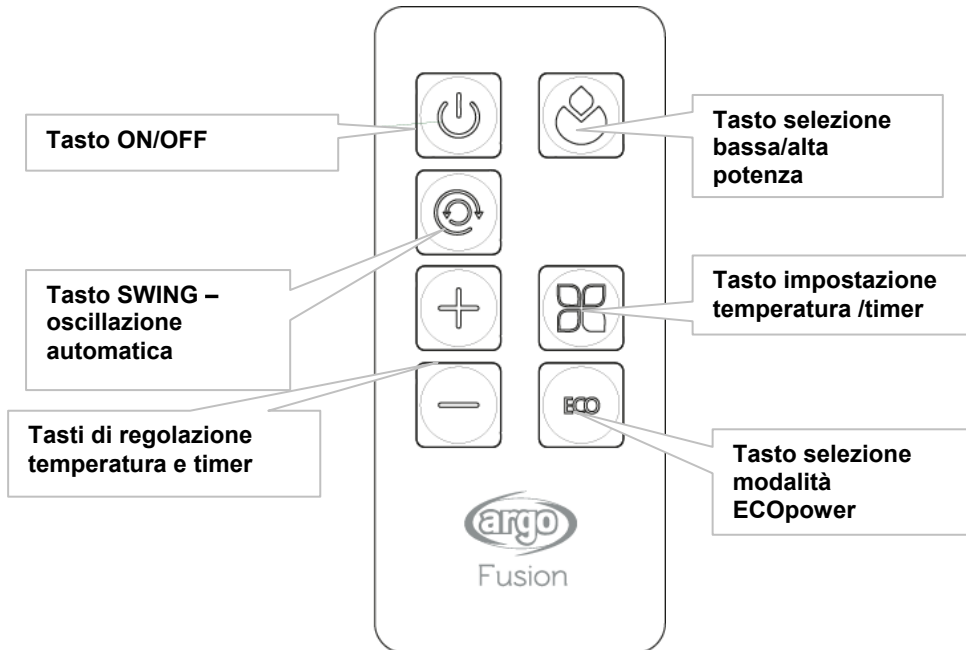 Tasto ON/OFF
Tasto selezione
bassa/alta
potenza
Tasto SWING –
oscillazione
automatica
Tasto impostazione
temperatura /timer
Tasti di regolazione
temperatura e timer
ECO
Tasto selezione
modalità
ECOpower
argo
Fusion